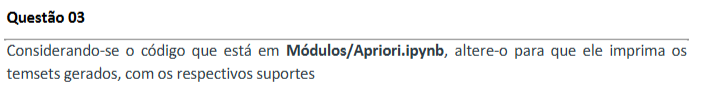 Questão 03
Considerando-se o código que está em Módulos/Apriori.ipynb, altere-o para que ele imprima os
temsets gerados, com os respectivos suportes